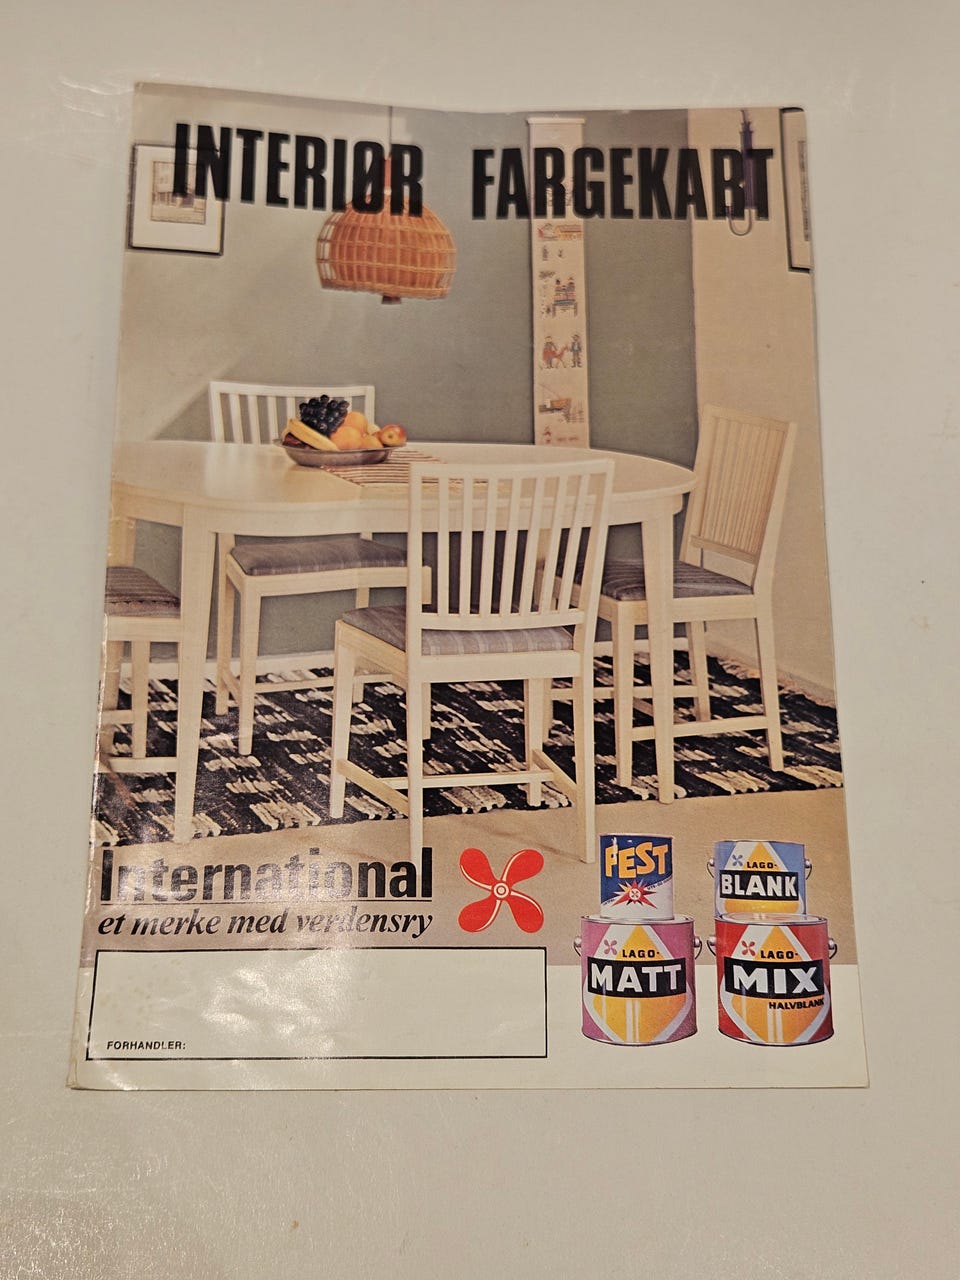 INTERIØR FARGEKART
International
et merke med verdensry
FORHANDLER:
FEST
LAGO-
BLANK
LAGO-
MATT
LAGO-
MIX
HALVBLANK